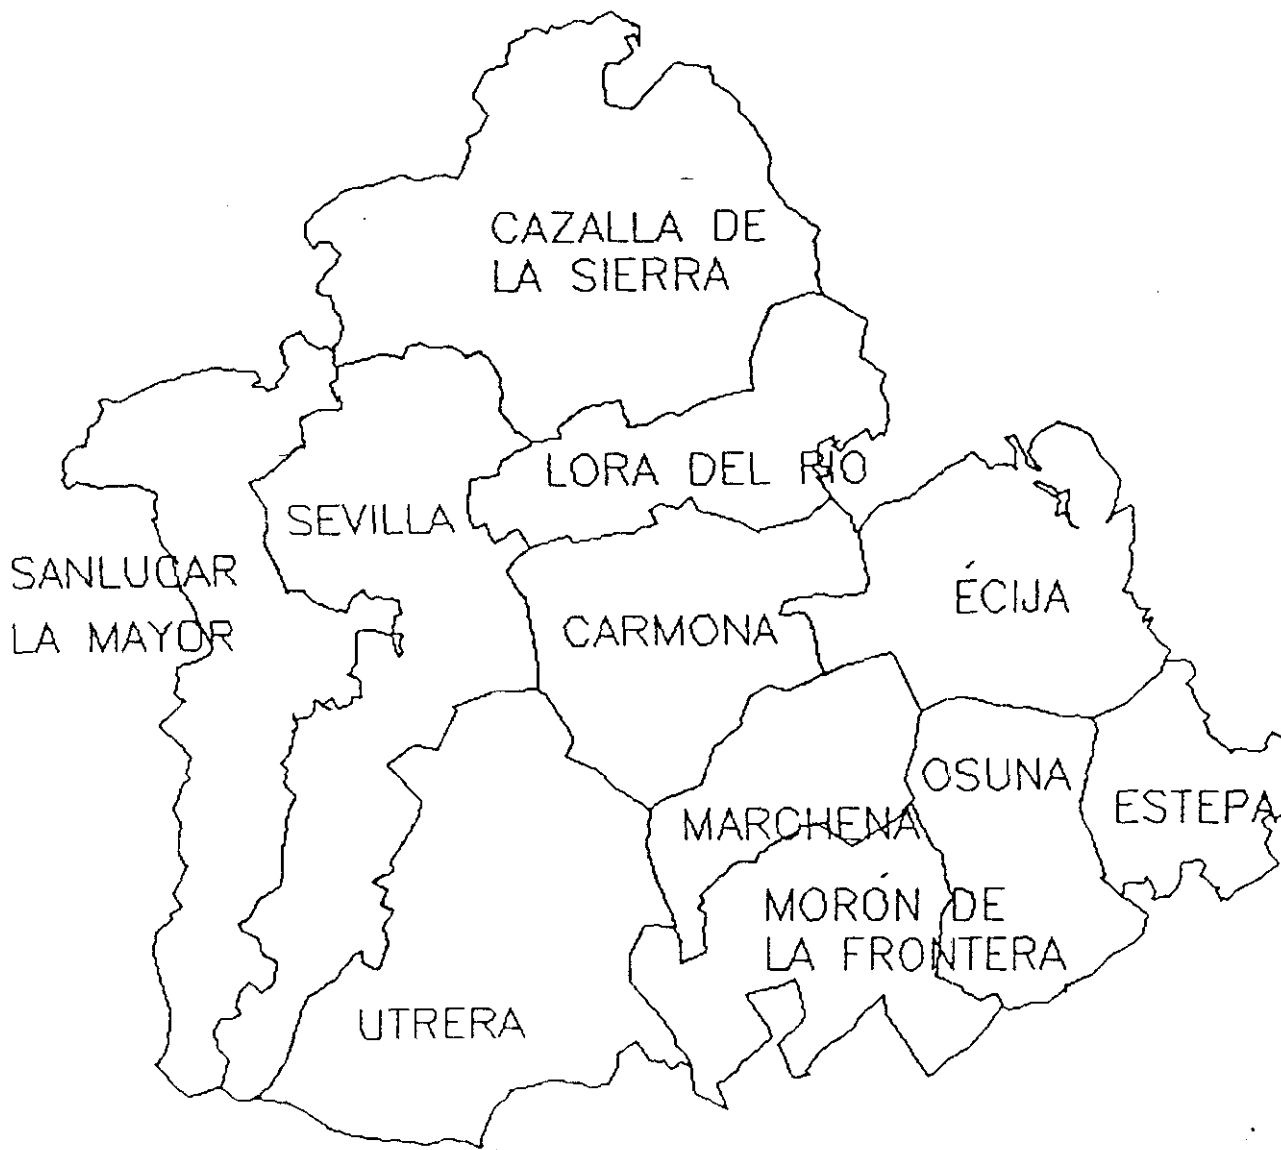 CAZALLA DE
LA SIERRA
LORA DEL RIO
SEVILLA
SANLUCAR
LA MAYOR
ÉCIJA
CARMONA
OSUNA
ESTEPA
MARCHENA
MORÓN DE
LA FRONTERA
UTRERA